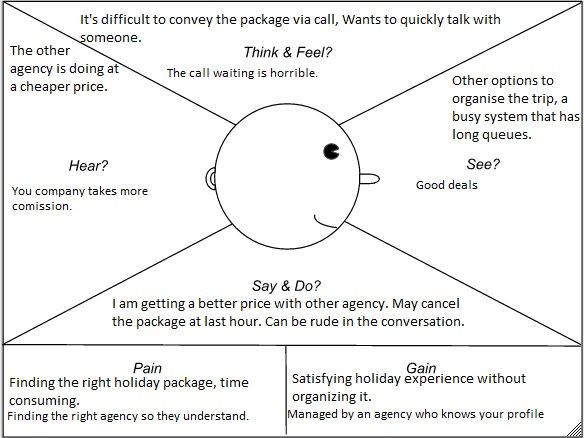 It's difficult to convey the package via call, Wants to quickly talk with
someone.
Think & Feel?
The call waiting is horrible.
The other
agency is doing at
a cheaper price.
Hear?
You company takes more
comission.
Other options to
organise the trip, a
busy system that has
long queues.
See?
Good deals
Say & Do?
I am getting a better price with other agency. May cancel
the package at last hour. Can be rude in the conversation.
Pain
Finding the right holiday package, time
consuming.
Finding the right agency so they understand.
Gain
Satisfying holiday experience without
organizing it.
Managed by an agency who knows your profile